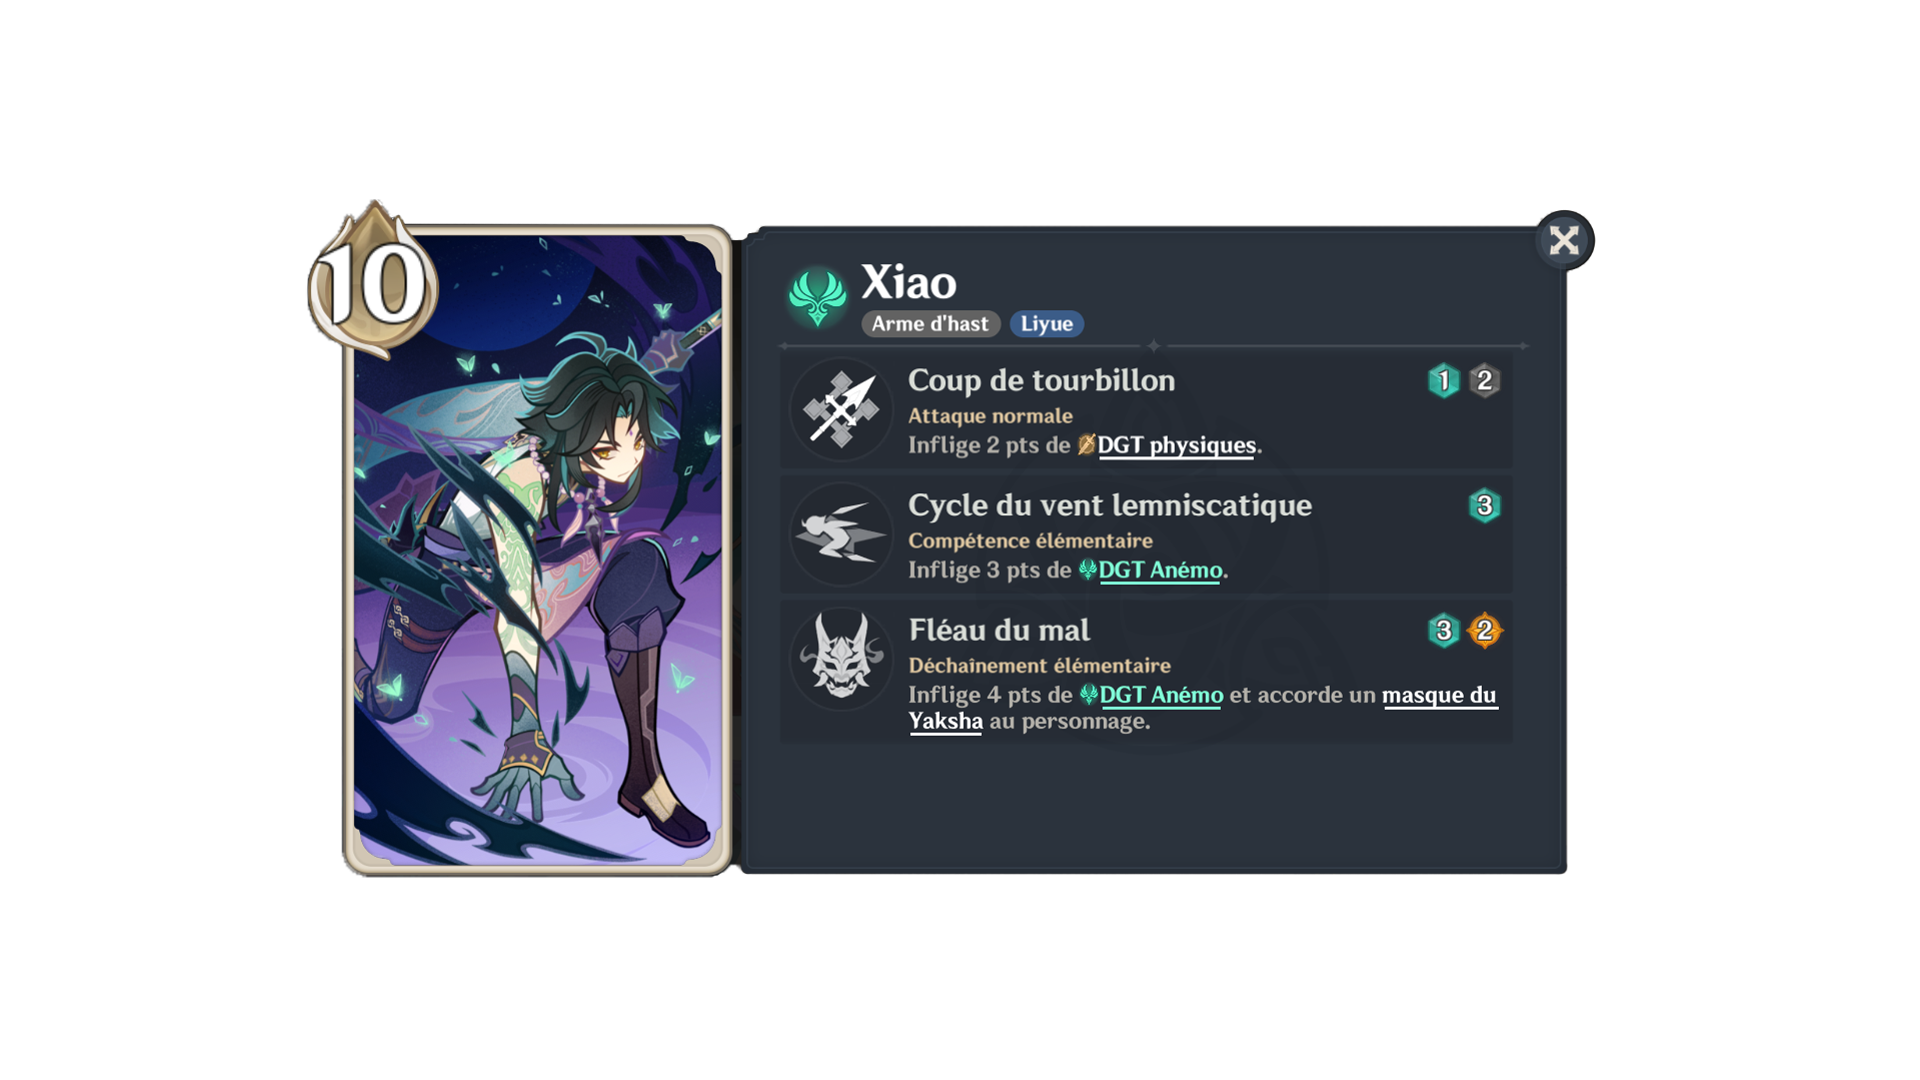 10
Xiao
Arme d'hast Liyue
Coup de tourbillon 1 2
Attaque normale
Inflige 2 pts de DGT physiques.
Cycle du vent lemniscatique 3
Compétence élémentaire
Inflige 3 pts de DGT Anémo.
Fléau du mal 3 2
Déchaînement élémentaire
Inflige 4 pts de DGT Anémo et accorde un masque du
Yaksha au personnage.